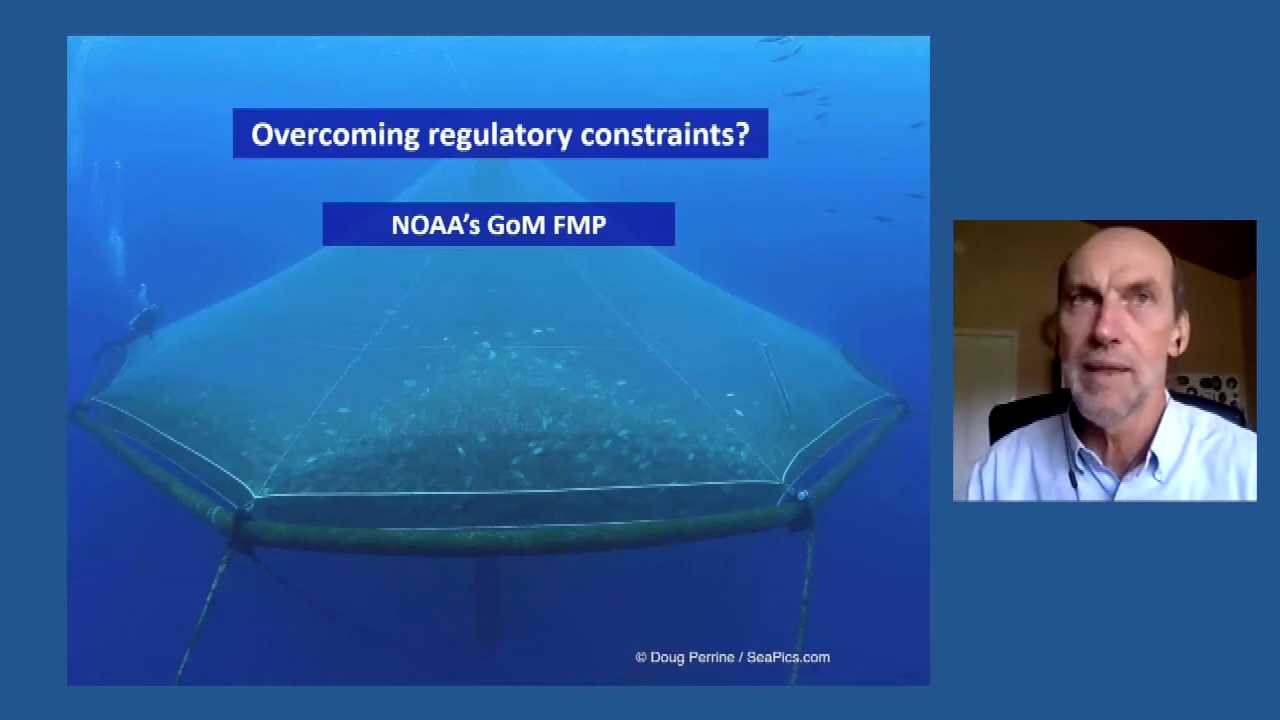 Overcoming regulatory constraints?
NOAA's GoM FMP
© Doug Perrine / SeaPics.com